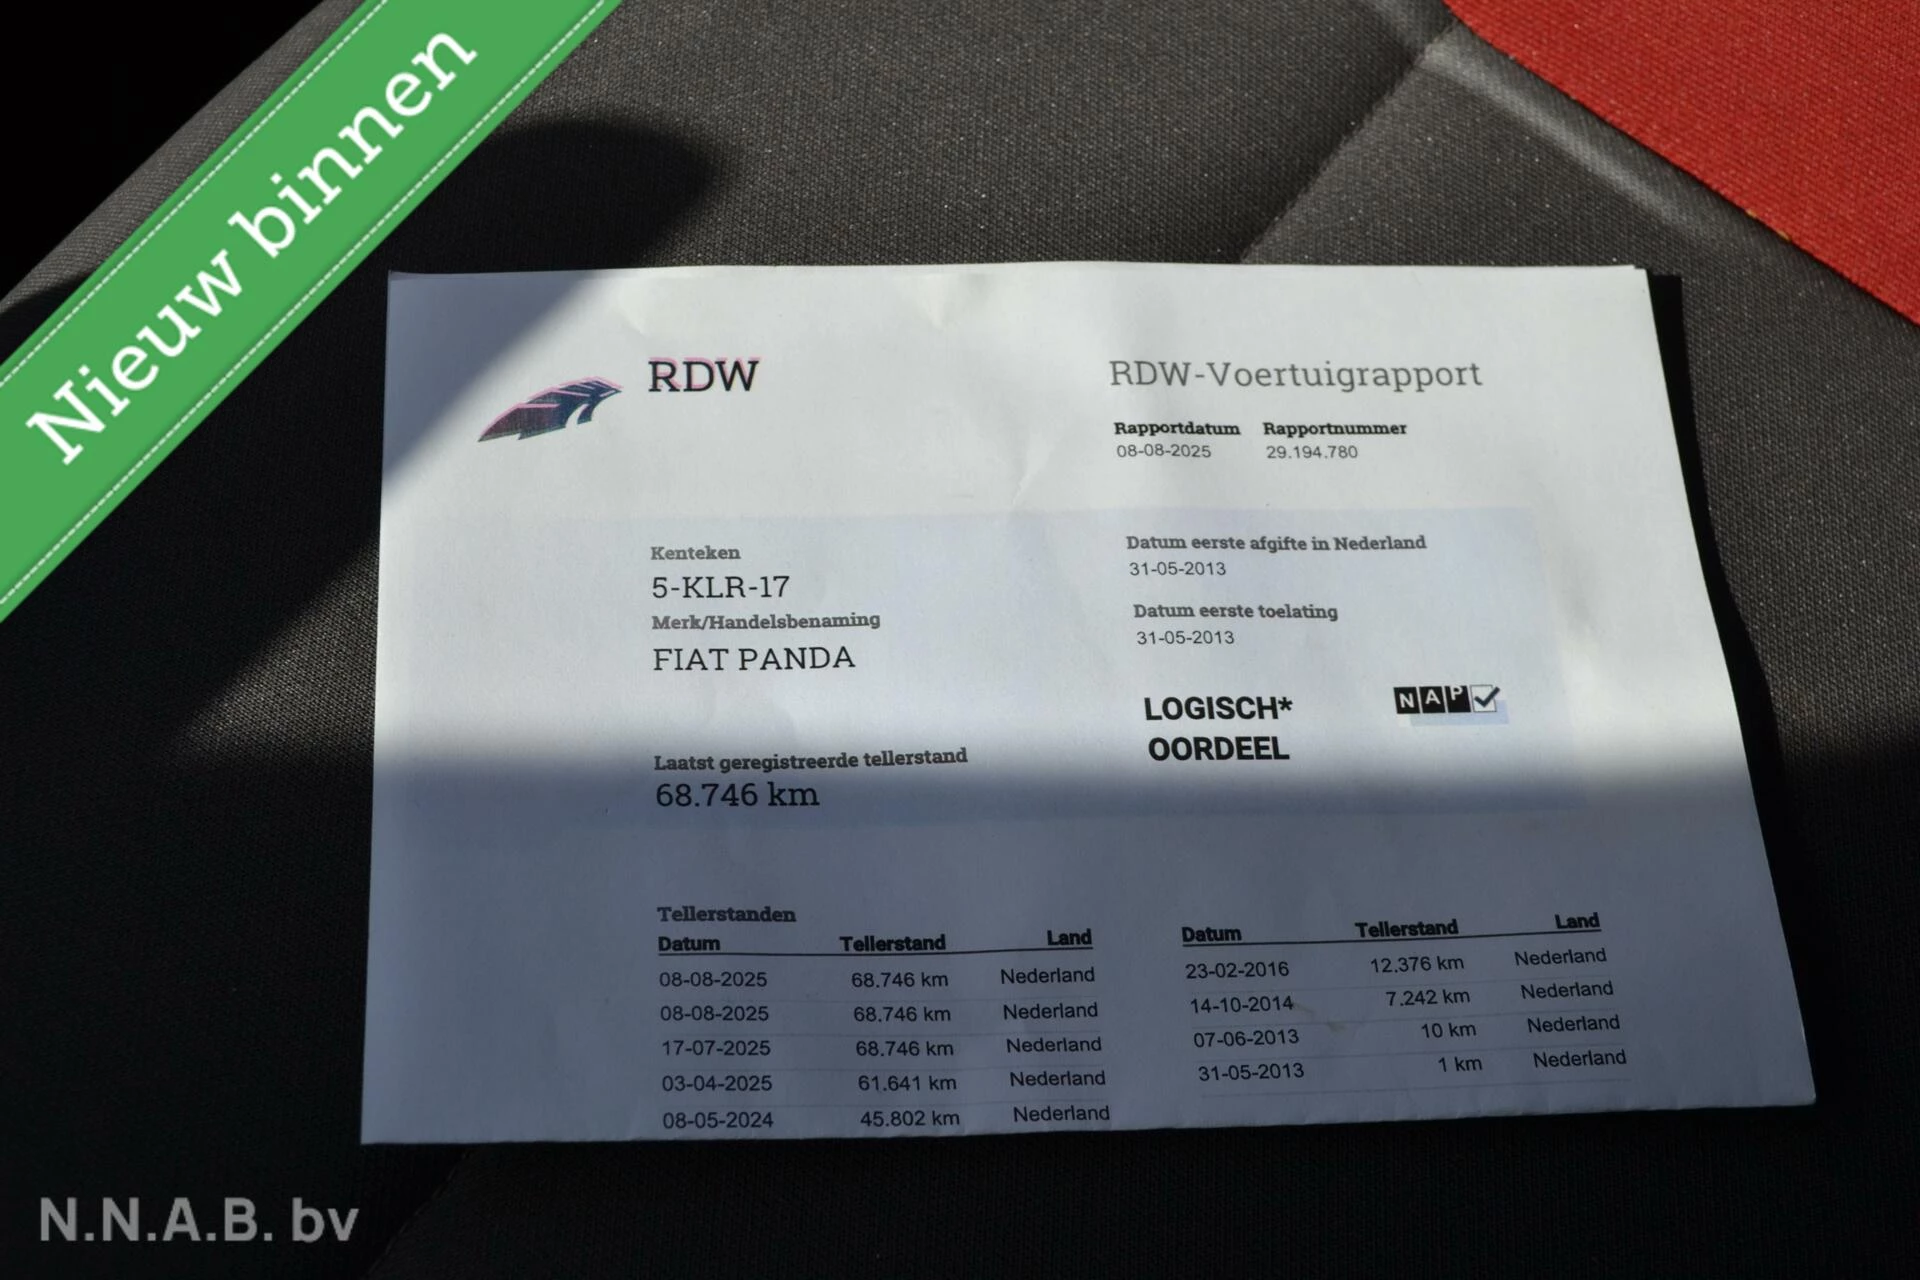 Nieuw binnen
RDW
RDW-Voertuigrapport
Rapportdatum Rapportnummer
08-08-2025 29.194.780
Kenteken
5-KLR-17
Merk/Handelsbenaming
FIAT PANDA
Datum eerste afgifte in Nederland
31-05-2013
Datum eerste toelating
31-05-2013
LOGISCH*
OORDEEL
NAP
Laatst geregistreerde tellerstand
68.746 km
Tellerstanden
Datum Tellerstand Land
08-08-2025 68.746 km Nederland
08-08-2025 68.746 km Nederland
17-07-2025 68.746 km Nederland
03-04-2025 61.641 km Nederland
08-05-2024 45.802 km Nederland
Datum Tellerstand Land
23-02-2016 12.376 km Nederland
14-10-2014 7.242 km Nederland
07-06-2013 10 km Nederland
31-05-2013 1 km Nederland
N.N.A.B. bv